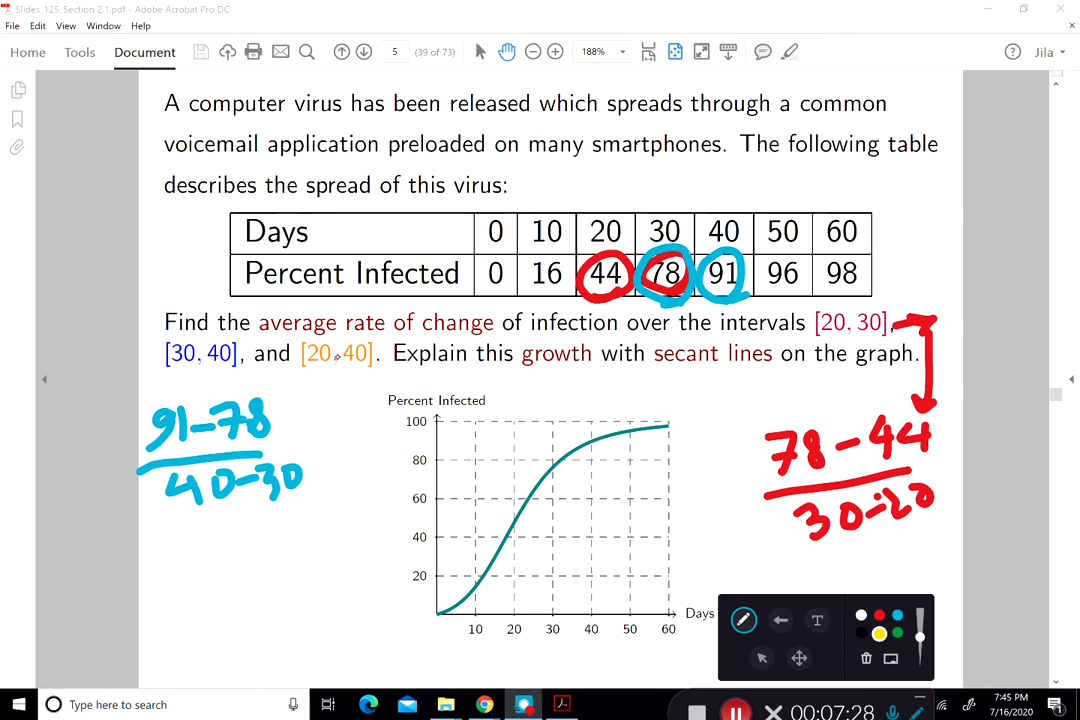 Slides_125_Section 2.1.pdf - Adobe Acrobat Pro DC
File Edit View Window Help
Home Tools Document 5 (39 of 73) 188% Jila
A computer virus has been released which spreads through a common
voicemail application preloaded on many smartphones. The following table
describes the spread of this virus:
Days 0 10 20 30 40 50 60
Percent Infected 0 16 44 78 91 96 98
Find the average rate of change of infection over the intervals [20, 30],
[30, 40], and [20, 40]. Explain this growth with secant lines on the graph.
91-78
40-30
78-44
30-20
Percent Infected
100
80
60
40
20
Days
10 20 30 40 50 60
T
Type here to search
00:07:28
7:45 PM
7/16/2020
1